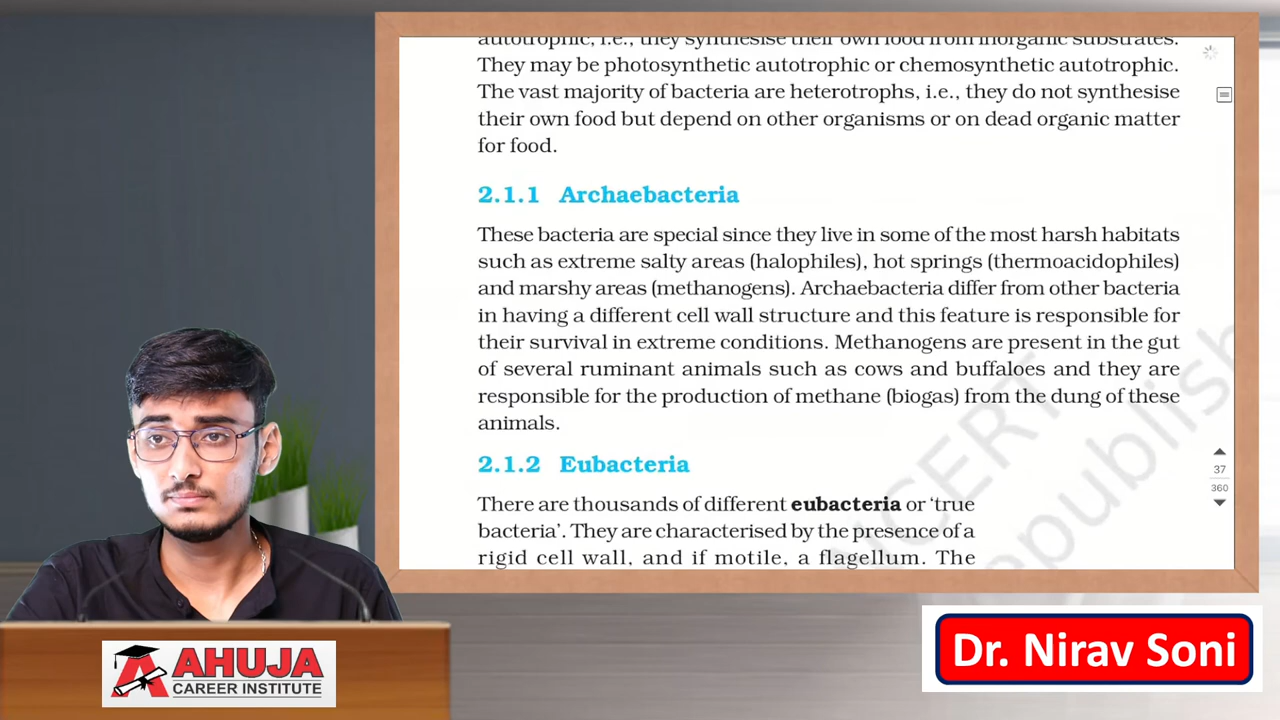 autotrophic, i.e., they synthesise their own food from inorganic substrates.
They may be photosynthetic autotrophic or chemosynthetic autotrophic.
The vast majority of bacteria are heterotrophs, i.e., they do not synthesise
their own food but depend on other organisms or on dead organic matter
for food.
2.1.1 Archaebacteria
These bacteria are special since they live in some of the most harsh habitats
such as extreme salty areas (halophiles), hot springs (thermoacidophiles)
and marshy areas (methanogens). Archaebacteria differ from other bacteria
in having a different cell wall structure and this feature is responsible for
their survival in extreme conditions. Methanogens are present in the gut
of several ruminant animals such as cows and buffaloes and they are
responsible for the production of methane (biogas) from the dung of these
animals.
2.1.2 Eubacteria
There are thousands of different eubacteria or ‘true
bacteria’. They are characterised by the presence of a
rigid cell wall, and if motile, a flagellum. The
NCERT
republish
37
360
AHUJA
CAREER INSTITUTE
Dr. Nirav Soni